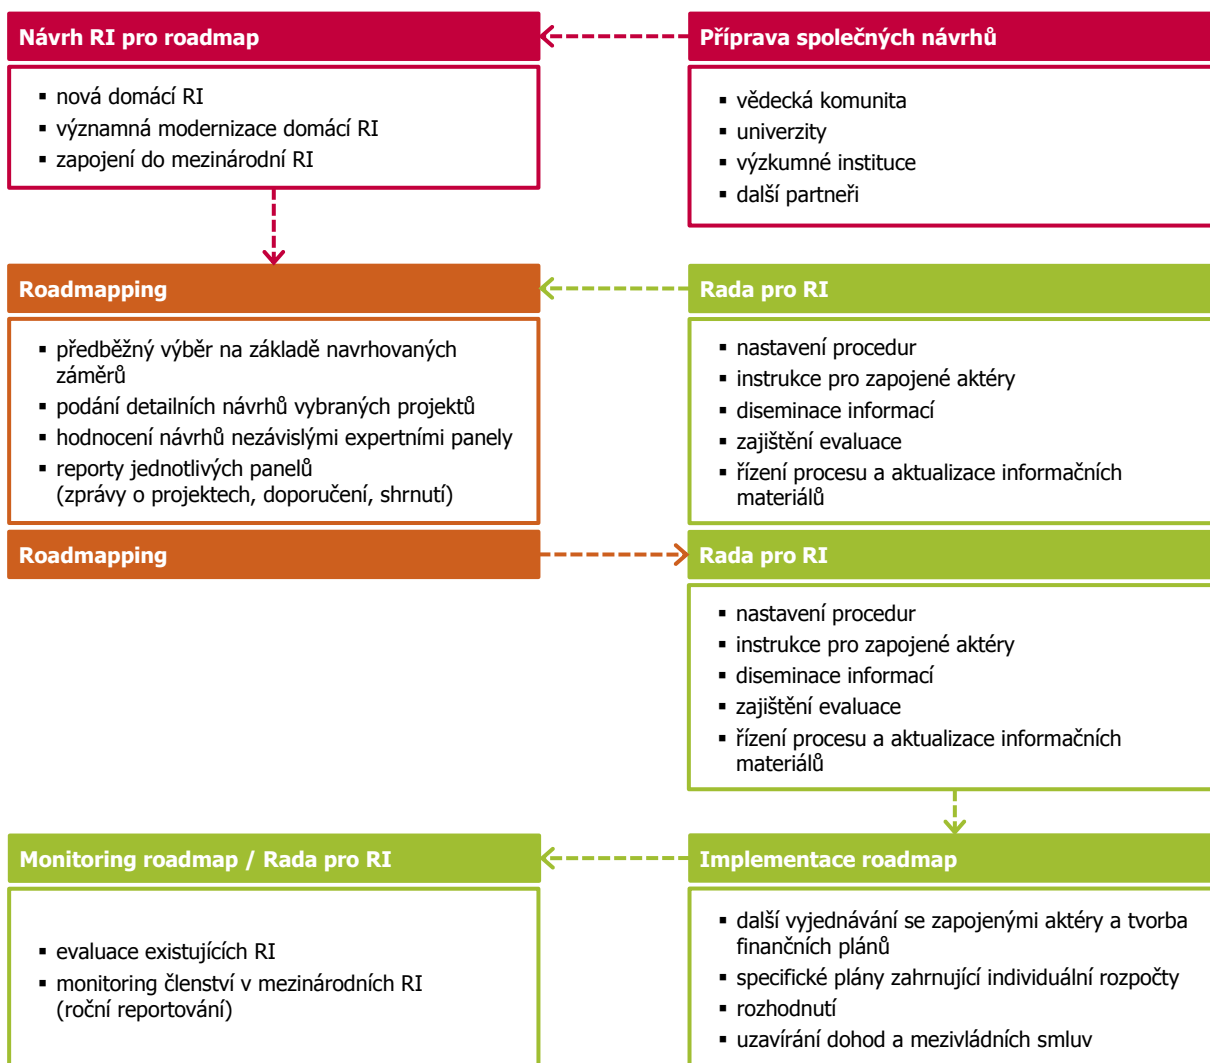 Návrh RI pro roadmap
▪ nová domácí RI
▪ významná modernizace domácí RI
▪ zapojení do mezinárodní RI
Příprava společných návrhů
▪ vědecká komunita
▪ univerzity
▪ výzkumné instituce
▪ další partneři
Roadmapping
▪ předběžný výběr na základě navrhovaných
záměrů
▪ podání detailních návrhů vybraných projektů
▪ hodnocení návrhů nezávislými expertními panely
▪ reporty jednotlivých panelů
(zprávy o projektech, doporučení, shrnutí)
Rada pro RI
▪ nastavení procedur
▪ instrukce pro zapojené aktéry
▪ diseminace informací
▪ zajištění evaluace
▪ řízení procesu a aktualizace informačních
materiálů
Roadmapping
Rada pro RI
▪ nastavení procedur
▪ instrukce pro zapojené aktéry
▪ diseminace informací
▪ zajištění evaluace
▪ řízení procesu a aktualizace informačních
materiálů
Monitoring roadmap / Rada pro RI
▪ evaluace existujících RI
▪ monitoring členství v mezinárodních RI
(roční reportování)
Implementace roadmap
▪ další vyjednávání se zapojenými aktéry a tvorba
finančních plánů
▪ specifické plány zahrnující individuální rozpočty
▪ rozhodnutí
▪ uzavírání dohod a mezivládních smluv